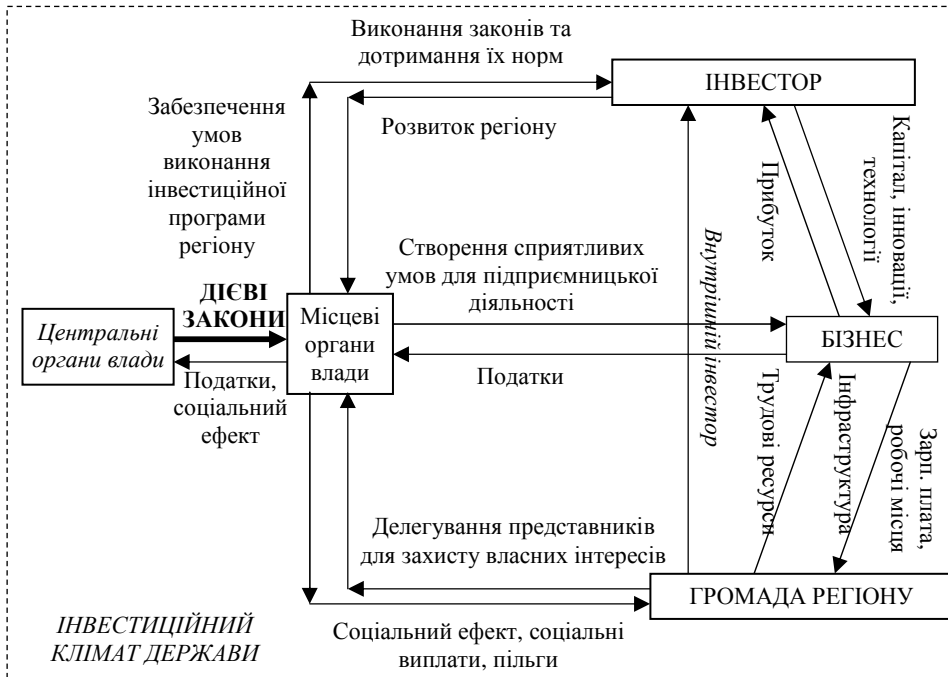 Виконання законів та
дотримання їх норм
ІНВЕСТОР
Забезпечення
умов
виконання
інвестиційної
програми
регіону
Розвиток регіону
Капітал, інновації,
технології
Прибуток
Внутрішній інвестор
Створення сприятливих
умов для підприємницької
діяльності
ДІЄВІ
ЗАКОНИ
Центральні
органи влади
Місцеві
органи
влади
БІЗНЕС
Податки,
соціальний
ефект
Податки
Трудові ресурси
Інфраструктура
Зарп. плата,
робочі місця
Делегування представників
для захисту власних інтересів
ГРОМАДА РЕГІОНУ
Соціальний ефект, соціальні
виплати, пільги
ІНВЕСТИЦІЙНИЙ
КЛІМАТ ДЕРЖАВИ